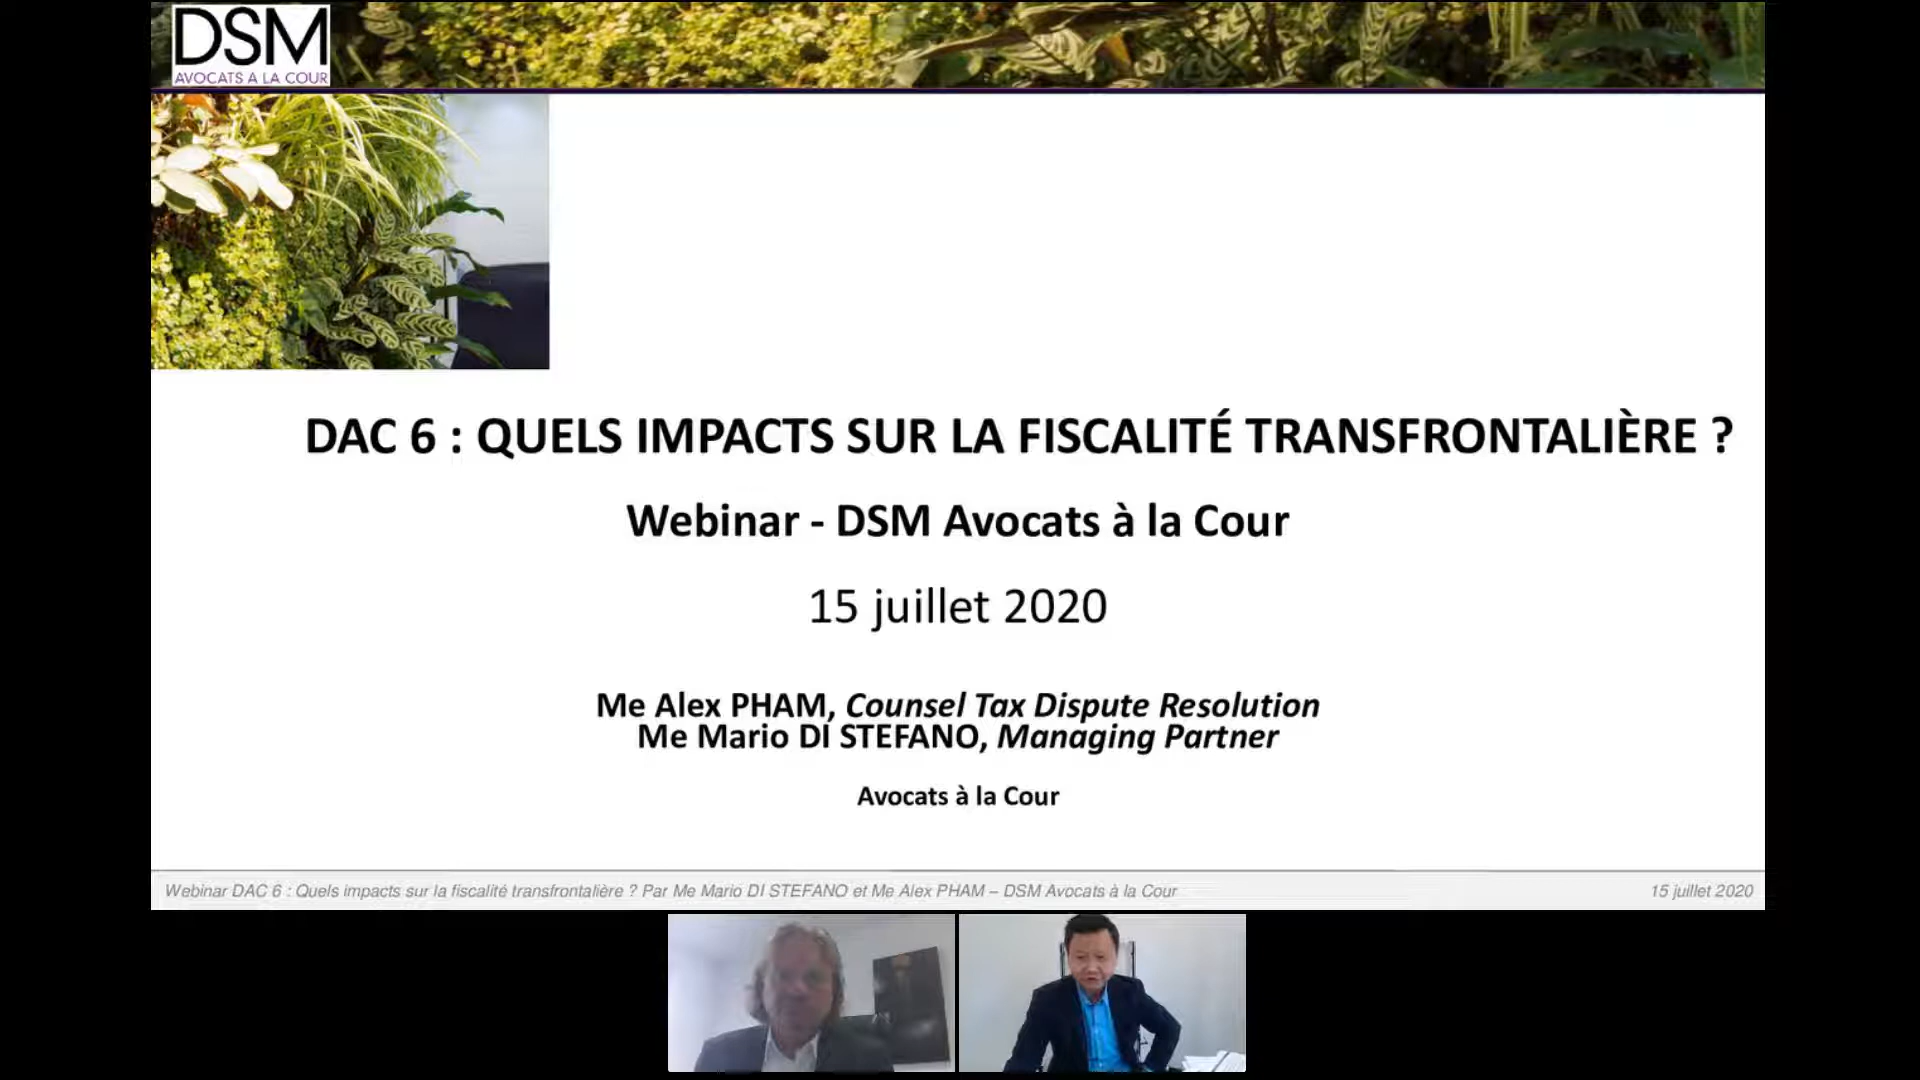 DSM
AVOCATS A LA COUR
DAC 6 : QUELS IMPACTS SUR LA FISCALITÉ TRANSFRONTALIÈRE ?
Webinar - DSM Avocats à la Cour
15 juillet 2020
Me Alex PHAM, Counsel Tax Dispute Resolution
Me Mario DI STEFANO, Managing Partner
Avocats à la Cour
Webinar DAC 6 : Quels impacts sur la fiscalité transfrontalière ? Par Me Mario DI STEFANO et Me Alex PHAM – DSM Avocats à la Cour
15 juillet 2020